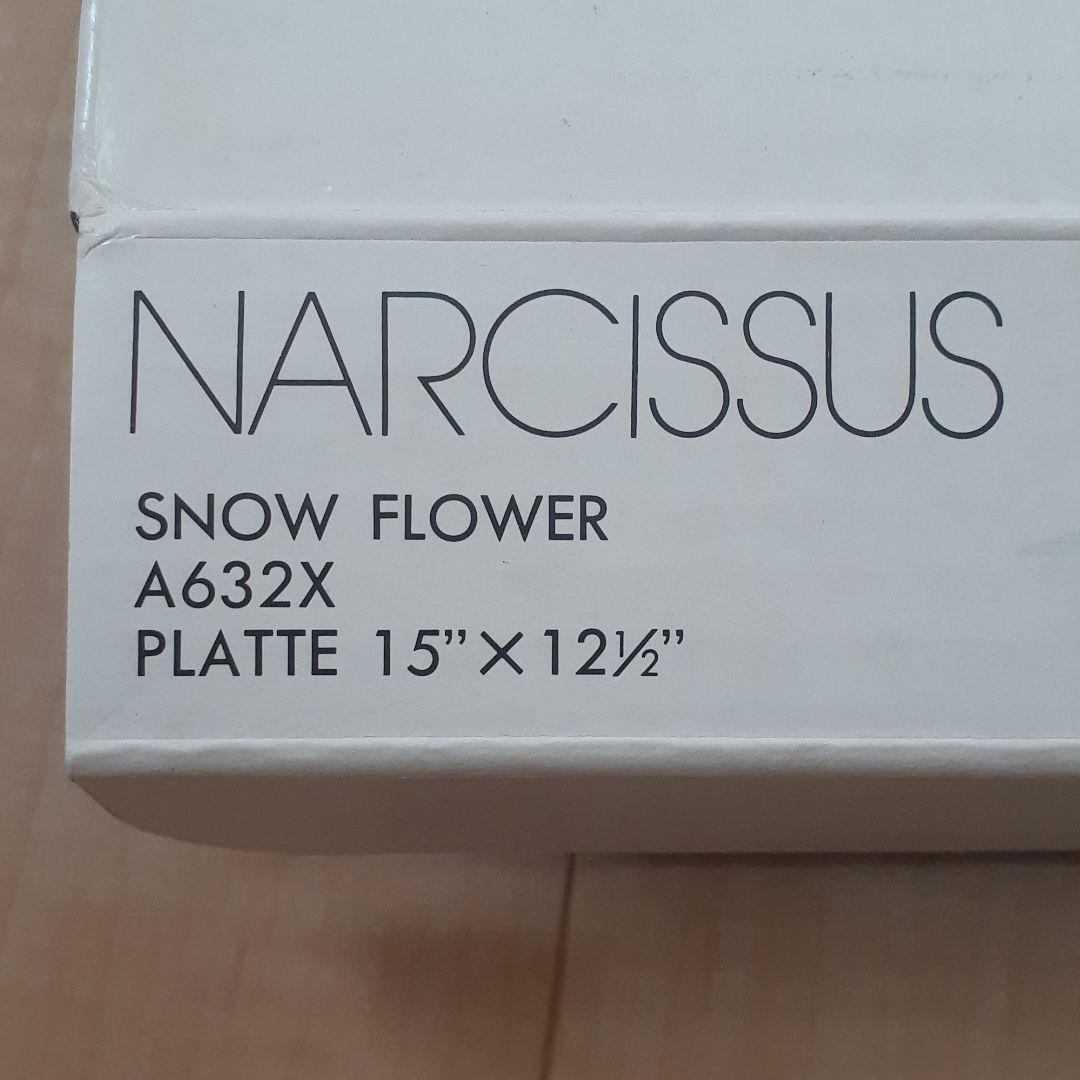 NARCISSUS
SNOW FLOWER
A632X
PLATTE 15”×12½”